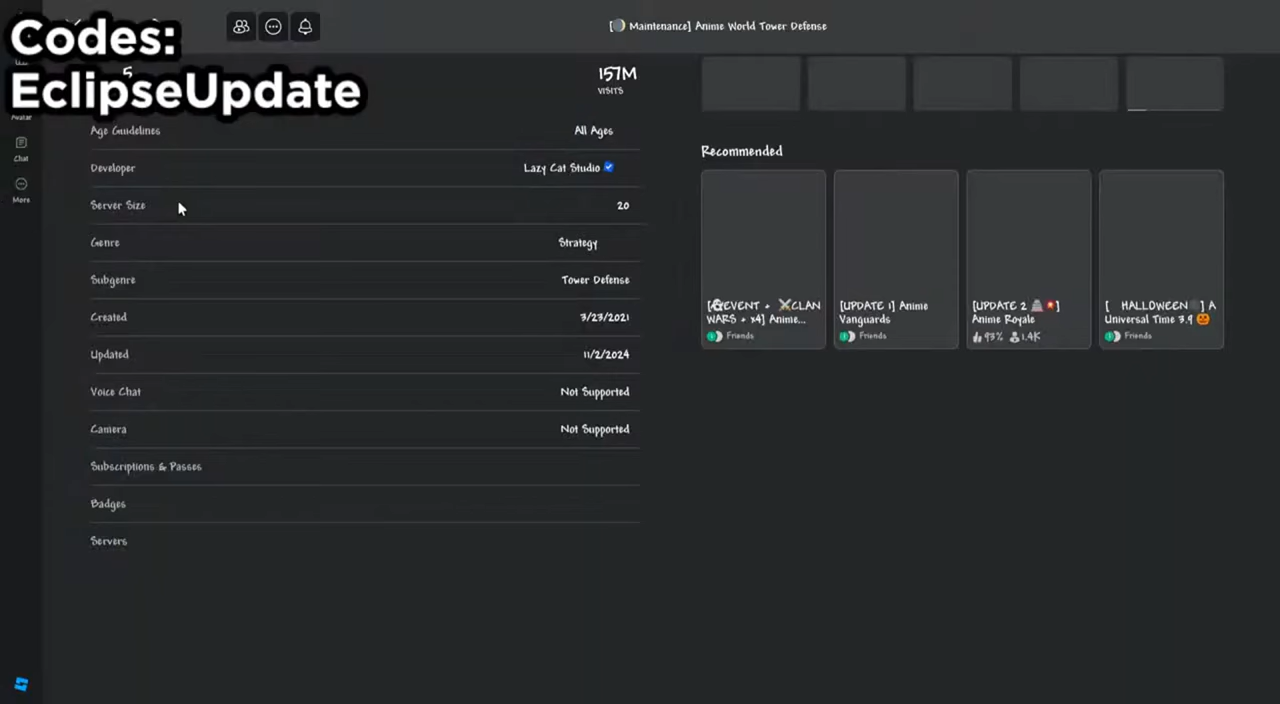 Codes:
EclipseUpdate
[🌒 Maintenance] Anime World Tower Defense
5
157M
VISITS
Avatar
Chat
More
Age Guidelines All Ages
Developer Lazy Cat Studio
Server Size 20
Genre Strategy
Subgenre Tower Defense
Created 3/23/2021
Updated 11/2/2024
Voice Chat Not Supported
Camera Not Supported
Subscriptions & Passes
Badges
Servers
Recommended
EVENT + ⚔️CLAN
WARS + x4] Anime...
Friends
[UPDATE 1] Anime
Vanguards
Friends
[UPDATE 2 ]
Anime Royale
93% 1.4K
[ HALLOWEEN ] A
Universal Time 3.9 🎃
Friends